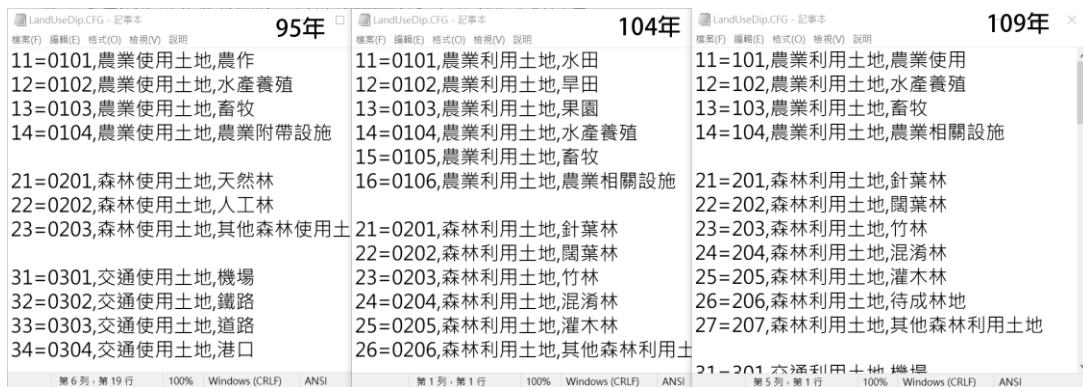 LandUseDip.CFG - 記事本
95年
檔案(F) 編輯(E) 格式(O) 檢視(V) 說明
11=0101,農業使用土地,農作
12=0102,農業使用土地,水產養殖
13=0103,農業使用土地,畜牧
14=0104,農業使用土地,農業附帶設施
21=0201,森林使用土地,天然林
22=0202,森林使用土地,人工林
23=0203,森林使用土地,其他森林使用土
31=0301,交通使用土地,機場
32=0302,交通使用土地,鐵路
33=0303,交通使用土地,道路
34=0304,交通使用土地,港口
第 6 列，第 19 行 100% Windows (CRLF) ANSI
LandUseDip.CFG - 記事本
104年
檔案(F) 編輯(E) 格式(O) 檢視(V) 說明
11=0101,農業利用土地,水田
12=0102,農業利用土地,旱田
13=0103,農業利用土地,果園
14=0104,農業利用土地,水產養殖
15=0105,農業利用土地,畜牧
16=0106,農業利用土地,農業相關設施
21=0201,森林利用土地,針葉林
22=0202,森林利用土地,闊葉林
23=0203,森林利用土地,竹林
24=0204,森林利用土地,混淆林
25=0205,森林利用土地,灌木林
26=0206,森林利用土地,其他森林利用土
第 1 列，第 1 行 100% Windows (CRLF) ANSI
LandUseDip.CFG - 記事本
109年
檔案(F) 編輯(E) 格式(O) 檢視(V) 說明
11=101,農業利用土地,農業使用
12=102,農業利用土地,水產養殖
13=103,農業利用土地,畜牧
14=104,農業利用土地,農業相關設施
21=201,森林利用土地,針葉林
22=202,森林利用土地,闊葉林
23=203,森林利用土地,竹林
24=204,森林利用土地,混淆林
25=205,森林利用土地,灌木林
26=206,森林利用土地,待成林地
27=207,森林利用土地,其他森林利用土地
31=301,交通利用土地,機場
第 5 列，第 1 行 100% Windows (CRLF) ANSI